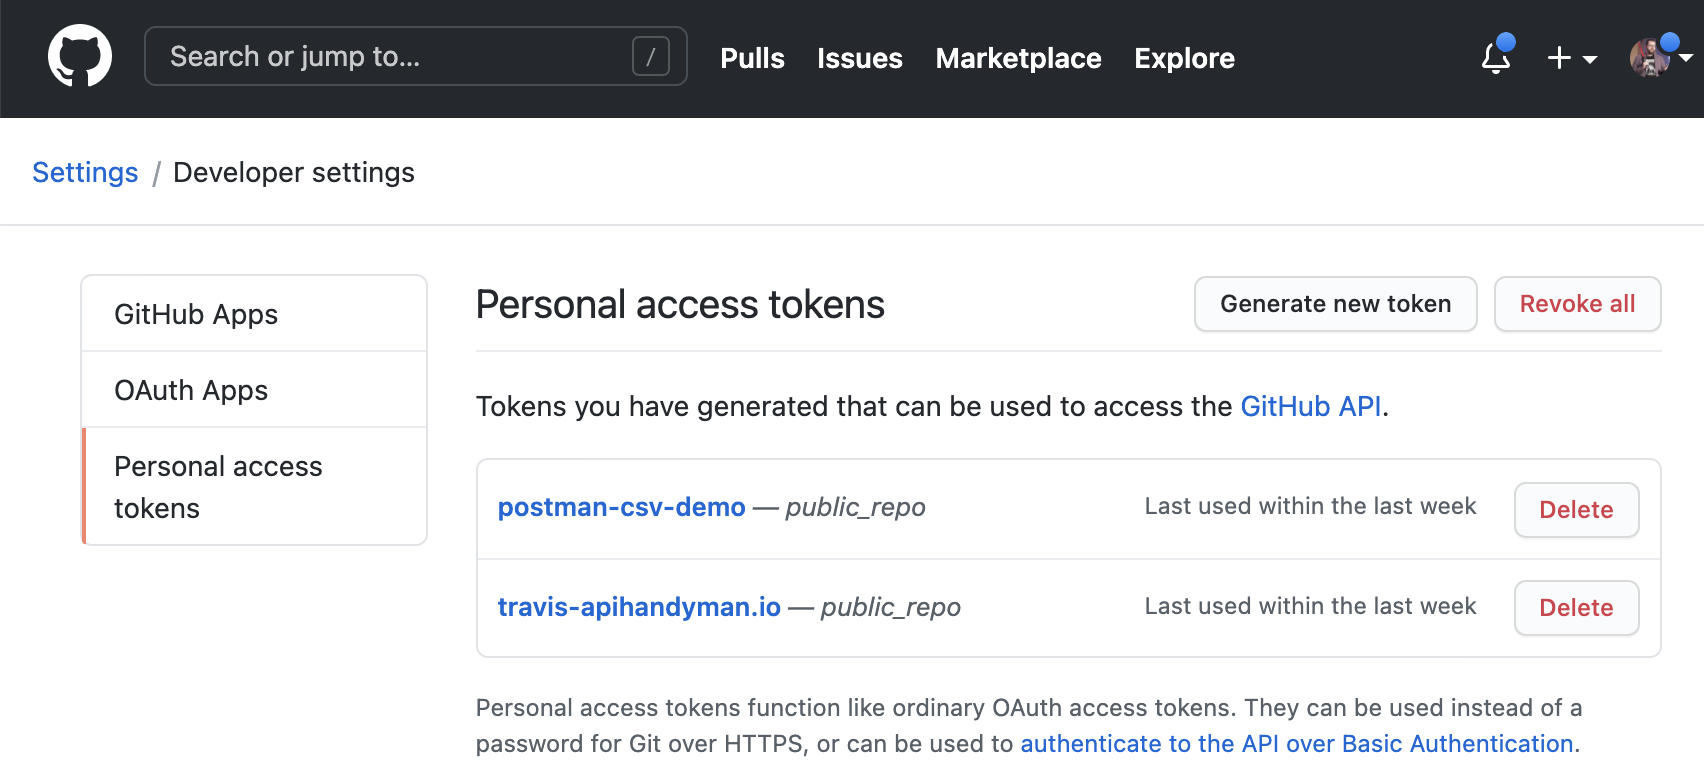 Search or jump to... /
Pulls Issues Marketplace Explore
Settings / Developer settings
GitHub Apps
OAuth Apps
Personal access
tokens
Personal access tokens
Generate new token
Revoke all
Tokens you have generated that can be used to access the GitHub API.
postman-csv-demo — public_repo
Last used within the last week
Delete
travis-apihandyman.io — public_repo
Last used within the last week
Delete
Personal access tokens function like ordinary OAuth access tokens. They can be used instead of a
password for Git over HTTPS, or can be used to authenticate to the API over Basic Authentication.